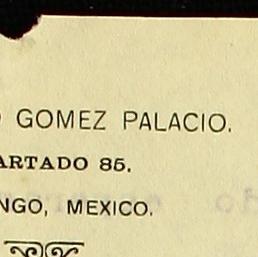 GOMEZ PALACIO.
ARTADO 85.
NGO, MEXICO.